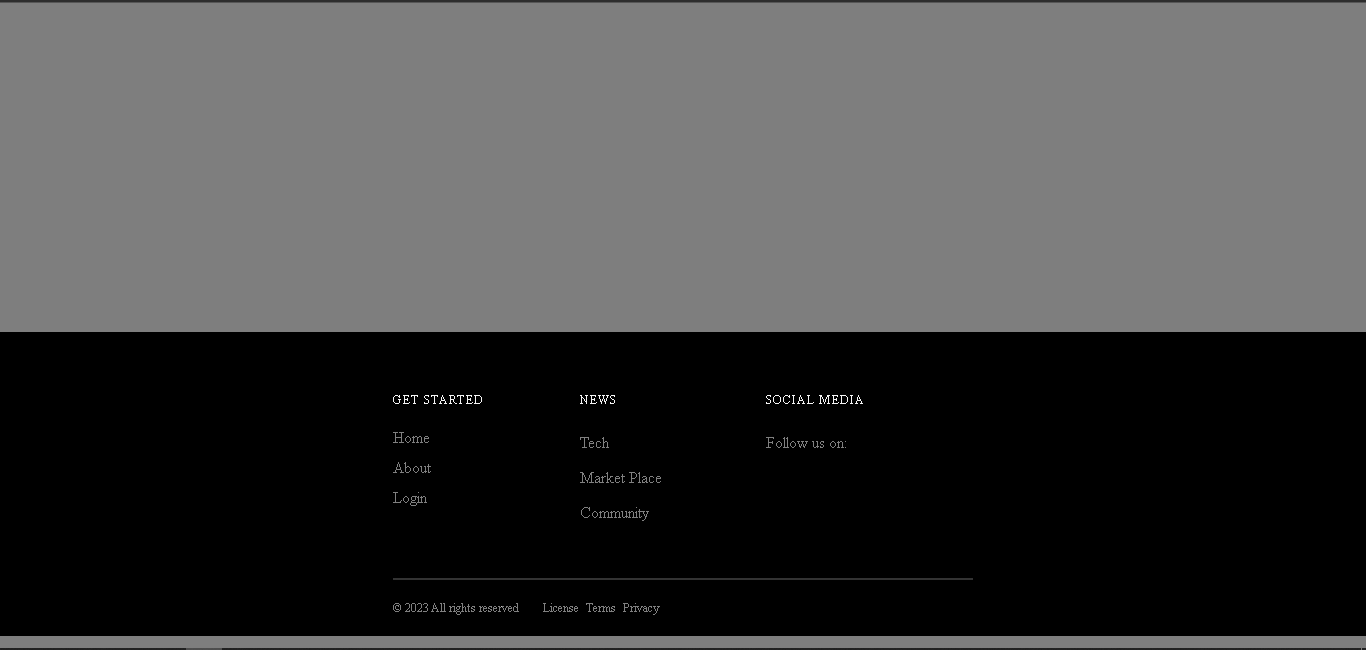 GET STARTED
Home
About
Login
NEWS
Tech
Market Place
Community
SOCIAL MEDIA
Follow us on:
© 2023 All rights reserved License Terms Privacy